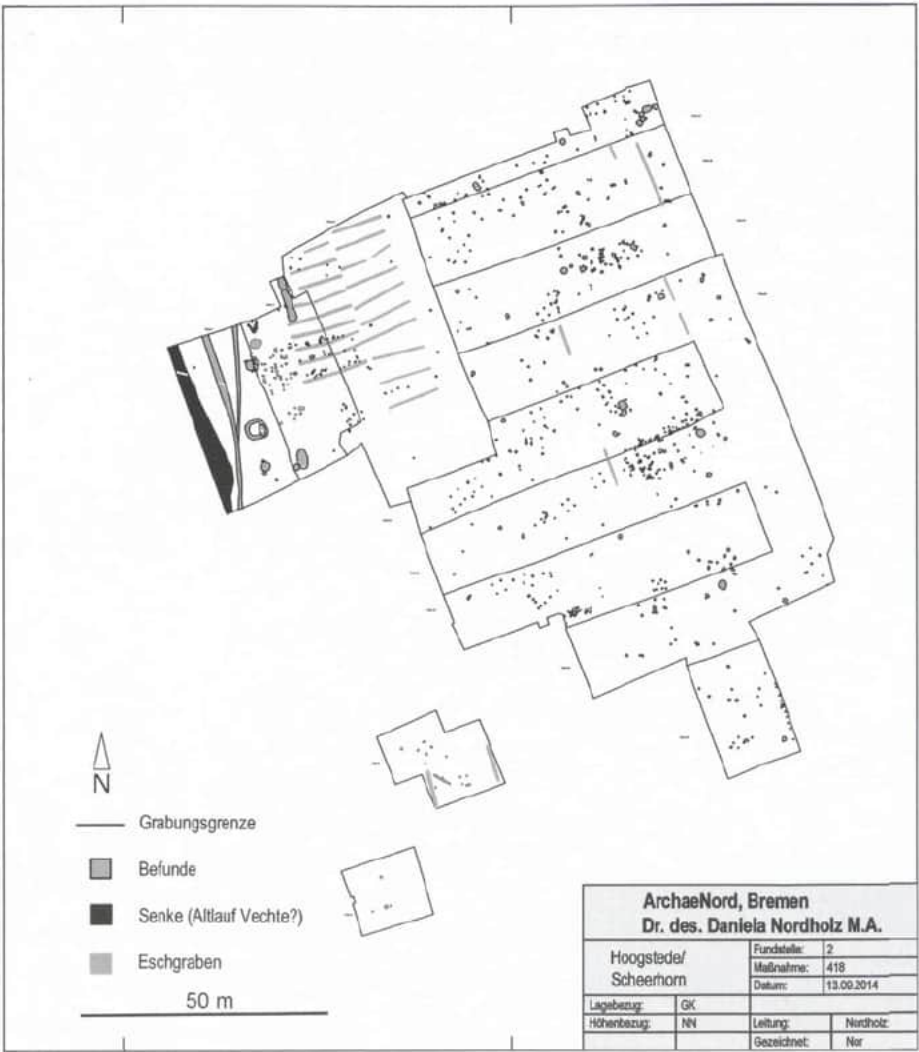 N
Grabungsgrenze
Befunde
Senke (Altlauf Vechte?)
Eschgraben
50 m
ArchaeNord, Bremen
Dr. des. Daniela Nordholz M.A.
Hoogstede/
Scheerhorn
Fundstelle: 2
Maßnahme: 418
Datum: 13.09.2014
Lagebezug: GK
Höhenbezug: NN
Leitung: Nordholz
Gezeichnet: Nor